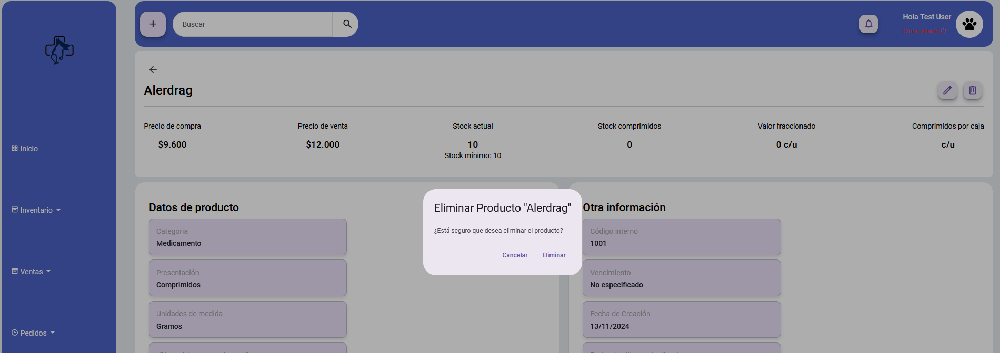 Buscar
Hola Test User
Cerrar Sesión
Inicio
Inventario
Ventas
Pedidos
Alerdrag
Precio de compra
$9.600
Precio de venta
$12.000
Stock actual
10
Stock mínimo: 10
Stock comprimidos
0
Valor fraccionado
0 c/u
Comprimidos por caja
c/u
Eliminar Producto "Alerdrag"
¿Está seguro que desea eliminar el producto?
Cancelar
Eliminar
Datos de producto
Categoria
Medicamento
Presentación
Comprimidos
Unidades de medida
Gramos
Otra información
Código interno
1001
Vencimiento
No especificado
Fecha de Creación
13/11/2024